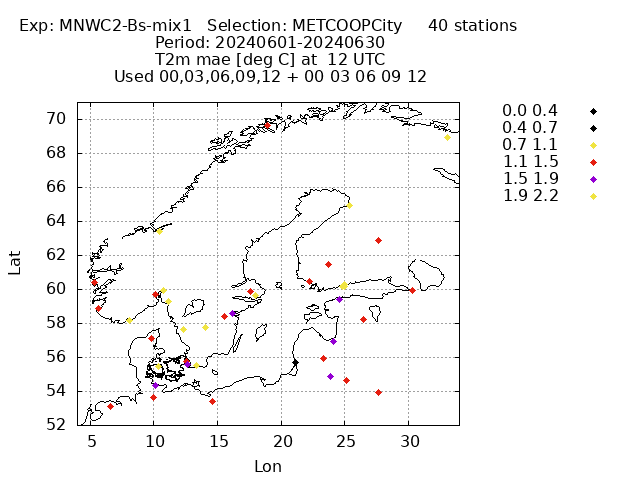 Exp: MNWC2-Bs-mix1 Selection: METCOOPCity 40 stations
Period: 20240601-20240630
T2m mae [deg C] at 12 UTC
Used 00,03,06,09,12 + 00 03 06 09 12
0.0 0.4
0.4 0.7
0.7 1.1
1.1 1.5
1.5 1.9
1.9 2.2
70
68
66
64
62
60
58
56
54
52
Lat
5 10 15 20 25 30
Lon